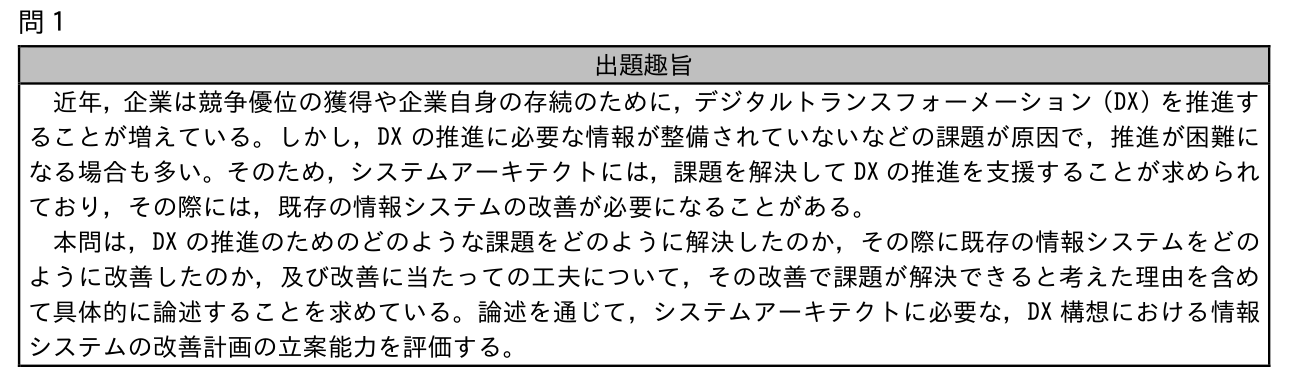 問1
出題趣旨
近年，企業は競争優位の獲得や企業自身の存続のために，デジタルトランスフォーメーション（DX）を推進す
ることが増えている。しかし，DX の推進に必要な情報が整備されていないなどの課題が原因で，推進が困難に
なる場合も多い。そのため，システムアーキテクトには，課題を解決して DX の推進を支援することが求められ
ており，その際には，既存の情報システムの改善が必要になることがある。
本問は，DX の推進のためのどのような課題をどのように解決したのか，その際に既存の情報システムをどの
ように改善したのか，及び改善に当たっての工夫について，その改善で課題が解決できると考えた理由を含め
て具体的に論述することを求めている。論述を通じて，システムアーキテクトに必要な，DX 構想における情報
システムの改善計画の立案能力を評価する。